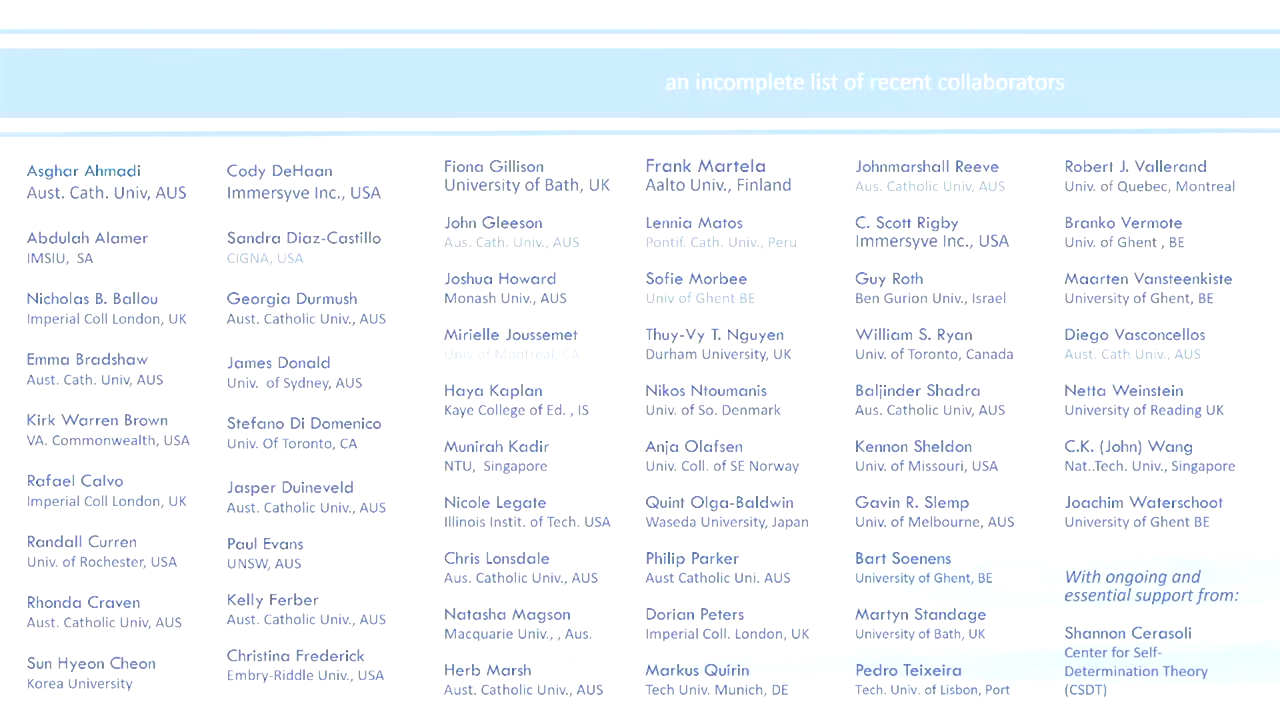 an incomplete list of recent collaborators
Asghar Ahmadi
Aust. Cath. Univ, AUS
Abdulah Alamer
IMSIU, SA
Nicholas B. Ballou
Imperial Coll London, UK
Emma Bradshaw
Aust. Cath. Univ, AUS
Kirk Warren Brown
VA. Commonwealth, USA
Rafael Calvo
Imperial Coll London, UK
Randall Curren
Univ. of Rochester, USA
Rhonda Craven
Aust. Catholic Univ, AUS
Sun Hyeon Cheon
Korea University
Cody DeHaan
Immersyve Inc., USA
Sandra Diaz-Castillo
CIGNA, USA
Georgia Durmush
Aust. Catholic Univ., AUS
James Donald
Univ. of Sydney, AUS
Stefano Di Domenico
Univ. Of Toronto, CA
Jasper Duineveld
Aust. Catholic Univ., AUS
Paul Evans
UNSW, AUS
Kelly Ferber
Aust. Catholic Univ., AUS
Christina Frederick
Embry-Riddle Univ., USA
Fiona Gillison
University of Bath, UK
John Gleeson
Aus. Cath. Univ., AUS
Joshua Howard
Monash Univ., AUS
Mirielle Joussemet
Univ of Montreal, CA
Haya Kaplan
Kaye College of Ed. , IS
Munirah Kadir
NTU, Singapore
Nicole Legate
Illinois Instit. of Tech. USA
Chris Lonsdale
Aus. Catholic Univ., AUS
Natasha Magson
Macquarie Univ., , Aus.
Herb Marsh
Aust. Catholic Univ., AUS
Frank Martela
Aalto Univ., Finland
Lennia Matos
Pontif. Cath. Univ., Peru
Sofie Morbee
Univ of Ghent BE
Thuy-Vy T. Nguyen
Durham University, UK
Nikos Ntoumanis
Univ. of So. Denmark
Anja Olafsen
Univ. Coll. of SE Norway
Quint Olga-Baldwin
Waseda University, Japan
Philip Parker
Aust Catholic Uni. AUS
Dorian Peters
Imperial Coll. London, UK
Markus Quirin
Tech Univ. Munich, DE
Johnmarshall Reeve
Aus. Catholic Univ, AUS
C. Scott Rigby
Immersyve Inc., USA
Guy Roth
Ben Gurion Univ., Israel
William S. Ryan
Univ. of Toronto, Canada
Baljinder Shadra
Aus. Catholic Univ, AUS
Kennon Sheldon
Univ. of Missouri, USA
Gavin R. Slemp
Univ. of Melbourne, AUS
Bart Soenens
University of Ghent, BE
Martyn Standage
University of Bath, UK
Pedro Teixeira
Tech. Univ. of Lisbon, Port
Robert J. Vallerand
Univ. of Quebec, Montreal
Branko Vermote
Univ. of Ghent , BE
Maarten Vansteenkiste
University of Ghent, BE
Diego Vasconcellos
Aust. Cath Univ., AUS
Netta Weinstein
University of Reading UK
C.K. (John) Wang
Nat..Tech. Univ., Singapore
Joachim Waterschoot
University of Ghent BE
With ongoing and
essential support from:
Shannon Cerasoli
Center for Self-
Determination Theory
(CSDT)